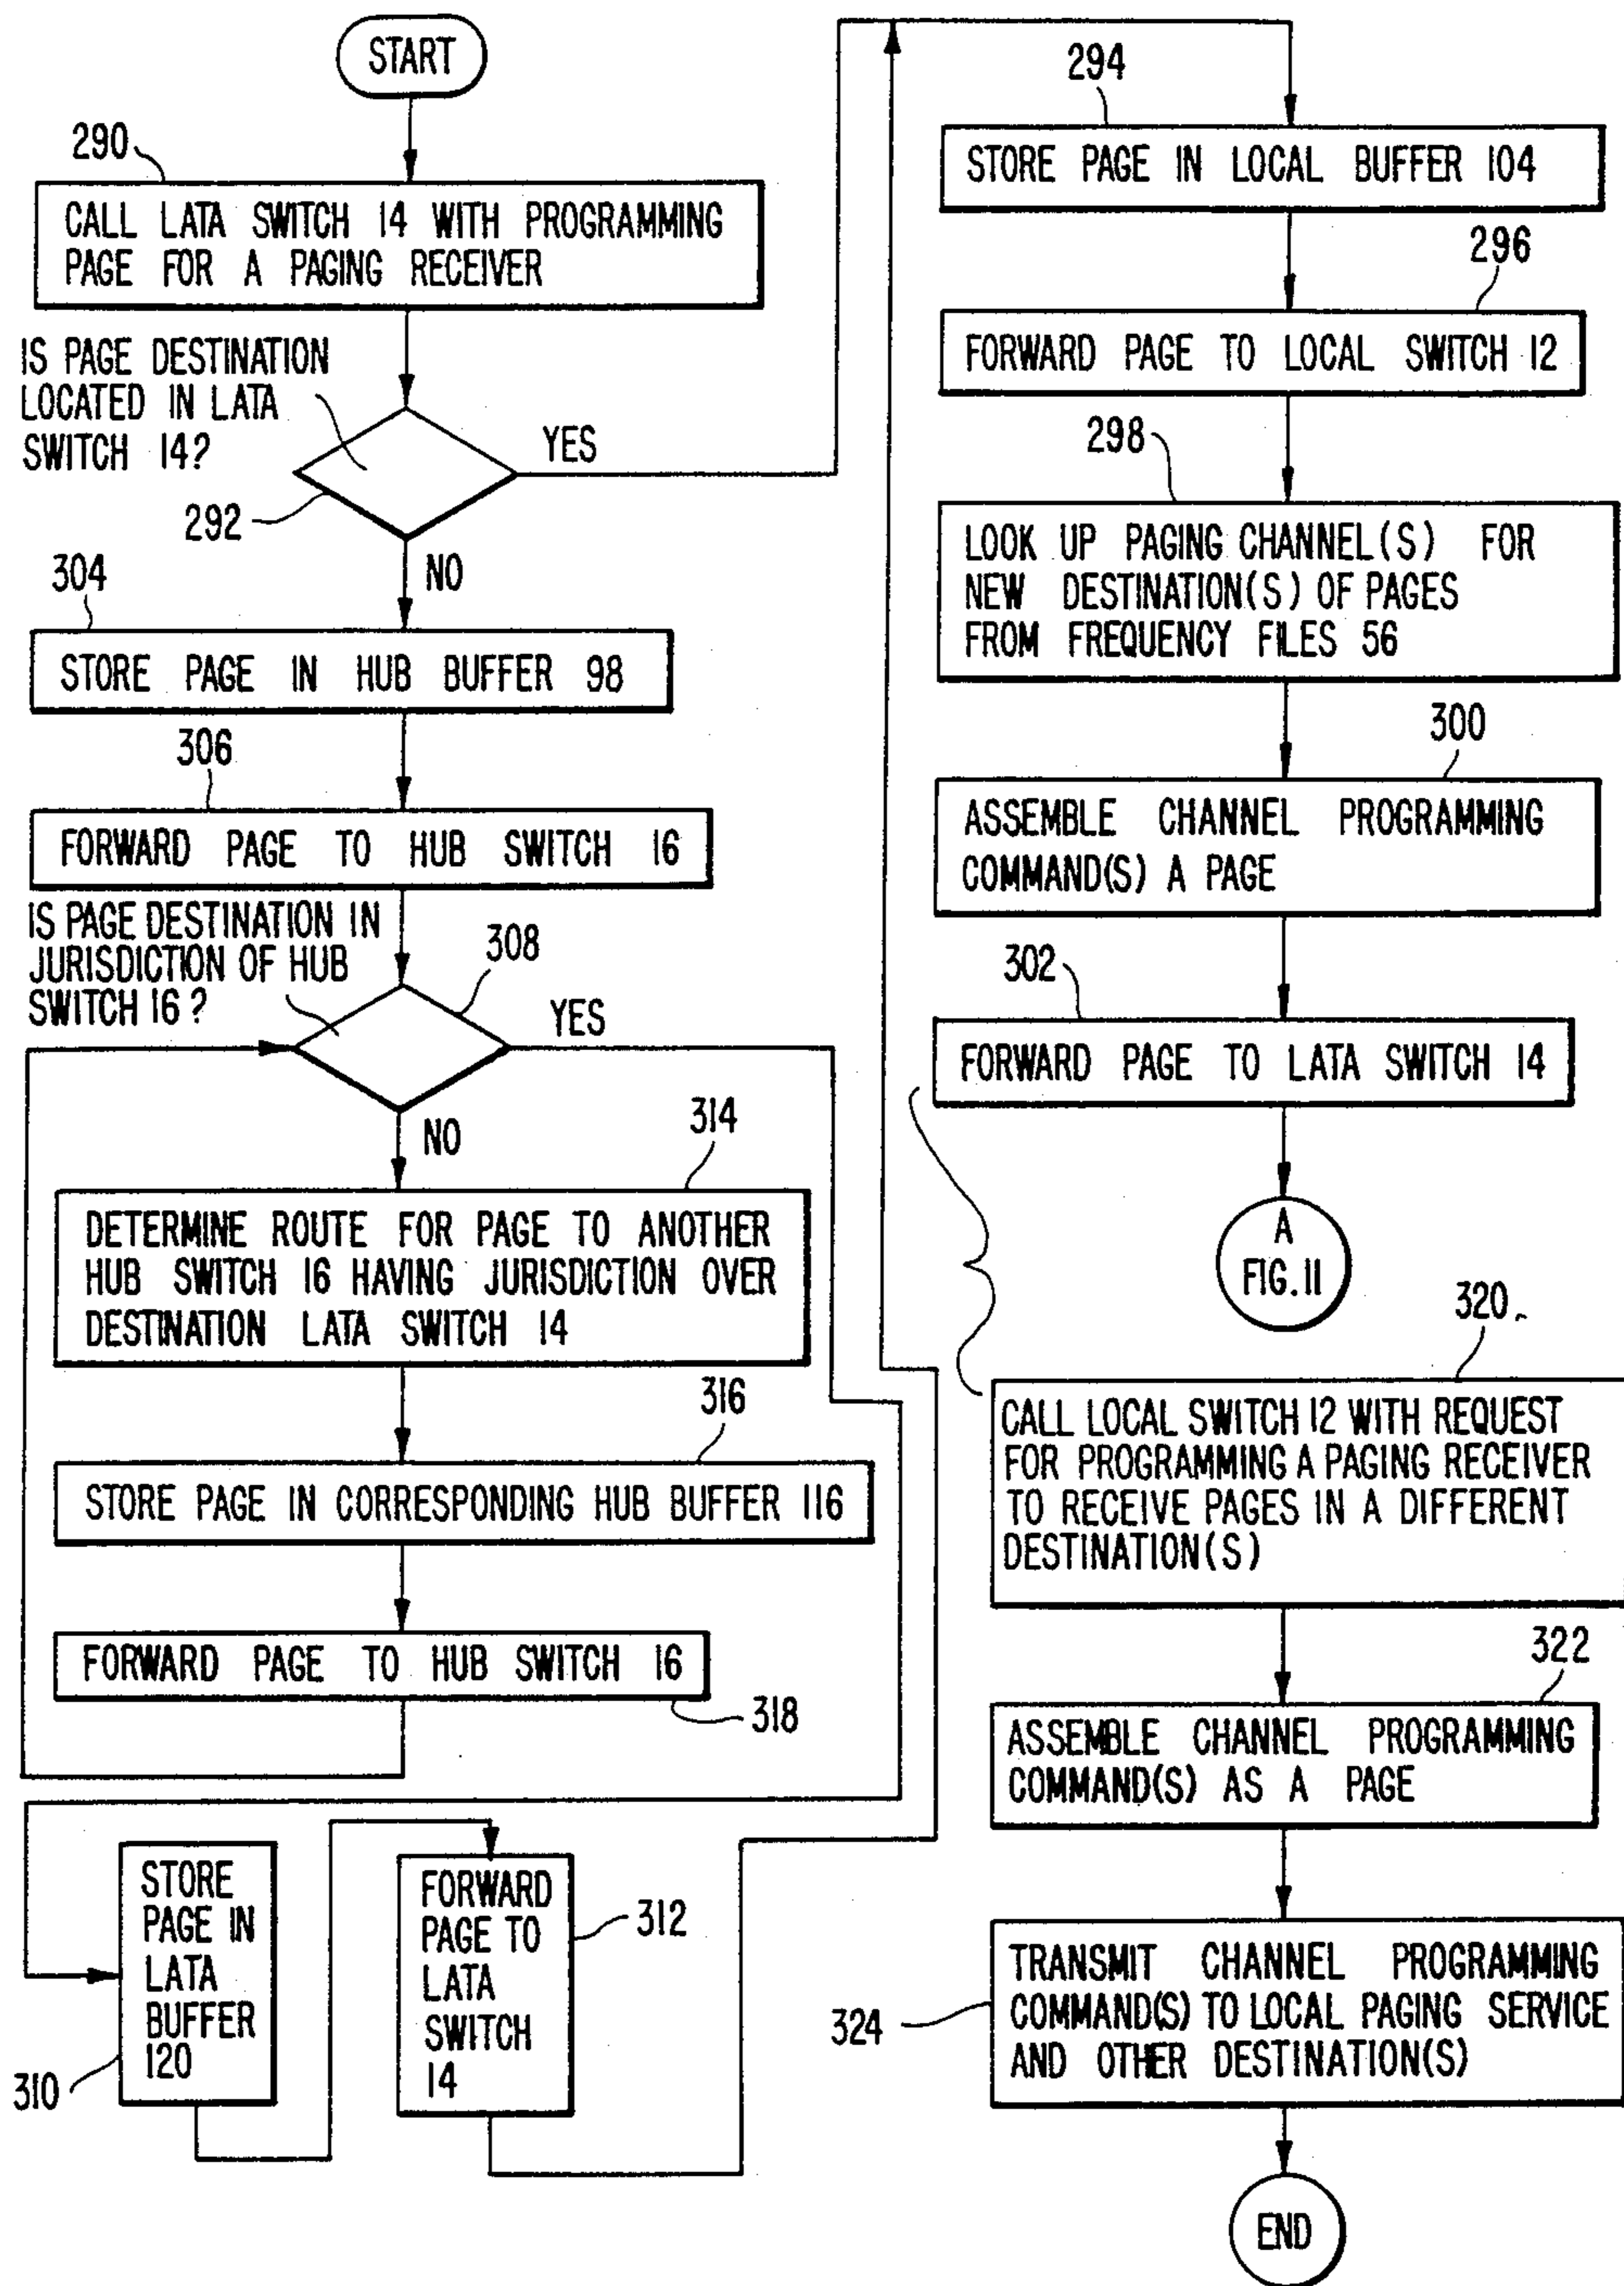 START
290
CALL LATA SWITCH 14 WITH PROGRAMMING
PAGE FOR A PAGING RECEIVER
IS PAGE DESTINATION
LOCATED IN LATA
SWITCH 14?
YES
292
NO
304
STORE PAGE IN HUB BUFFER 98
306
FORWARD PAGE TO HUB SWITCH 16
IS PAGE DESTINATION IN
JURISDICTION OF HUB
SWITCH 16?
308
YES
NO
314
DETERMINE ROUTE FOR PAGE TO ANOTHER
HUB SWITCH 16 HAVING JURISDICTION OVER
DESTINATION LATA SWITCH 14
316
STORE PAGE IN CORRESPONDING HUB BUFFER 116
FORWARD PAGE TO HUB SWITCH 16
318
STORE
PAGE IN
LATA
BUFFER
120
310
FORWARD
PAGE TO
LATA
SWITCH
14
312
294
STORE PAGE IN LOCAL BUFFER 104
296
FORWARD PAGE TO LOCAL SWITCH 12
298
LOOK UP PAGING CHANNEL(S) FOR
NEW DESTINATION(S) OF PAGES
FROM FREQUENCY FILES 56
300
ASSEMBLE CHANNEL PROGRAMMING
COMMAND(S) A PAGE
302
FORWARD PAGE TO LATA SWITCH 14
A
FIG. 11
320
CALL LOCAL SWITCH 12 WITH REQUEST
FOR PROGRAMMING A PAGING RECEIVER
TO RECEIVE PAGES IN A DIFFERENT
DESTINATION(S)
322
ASSEMBLE CHANNEL PROGRAMMING
COMMAND(S) AS A PAGE
TRANSMIT CHANNEL PROGRAMMING
COMMAND(S) TO LOCAL PAGING SERVICE
AND OTHER DESTINATION(S)
324
END